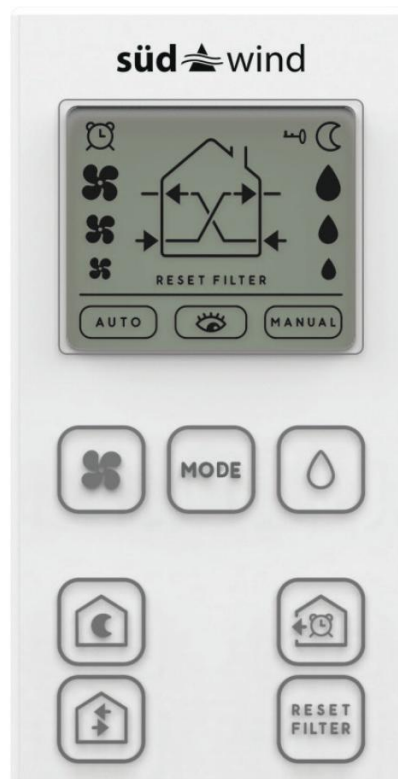 süd wind
RESET FILTER
AUTO
MANUAL
MODE
RESET
FILTER